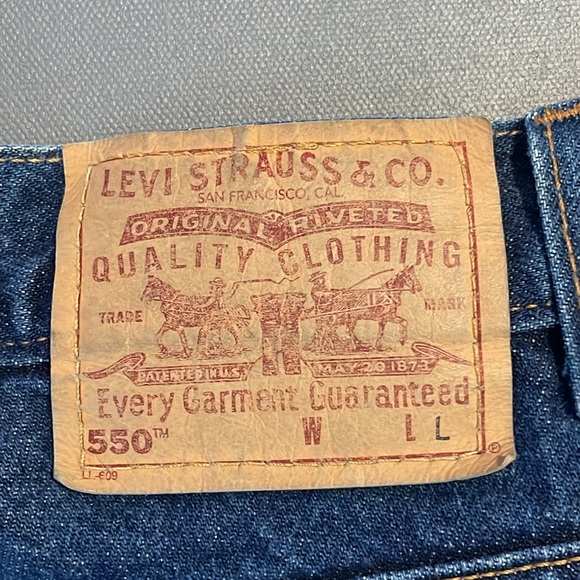 LEVI STRAUSS & CO.
SAN FRANCISCO, CAL.
ORIGINAL RIVETED
QUALITY CLOTHING
TRADE MARK
PATENTED IN U.S. MAY 20 1873
Every Garment Guaranteed
550™ W L L
LL-609 ®